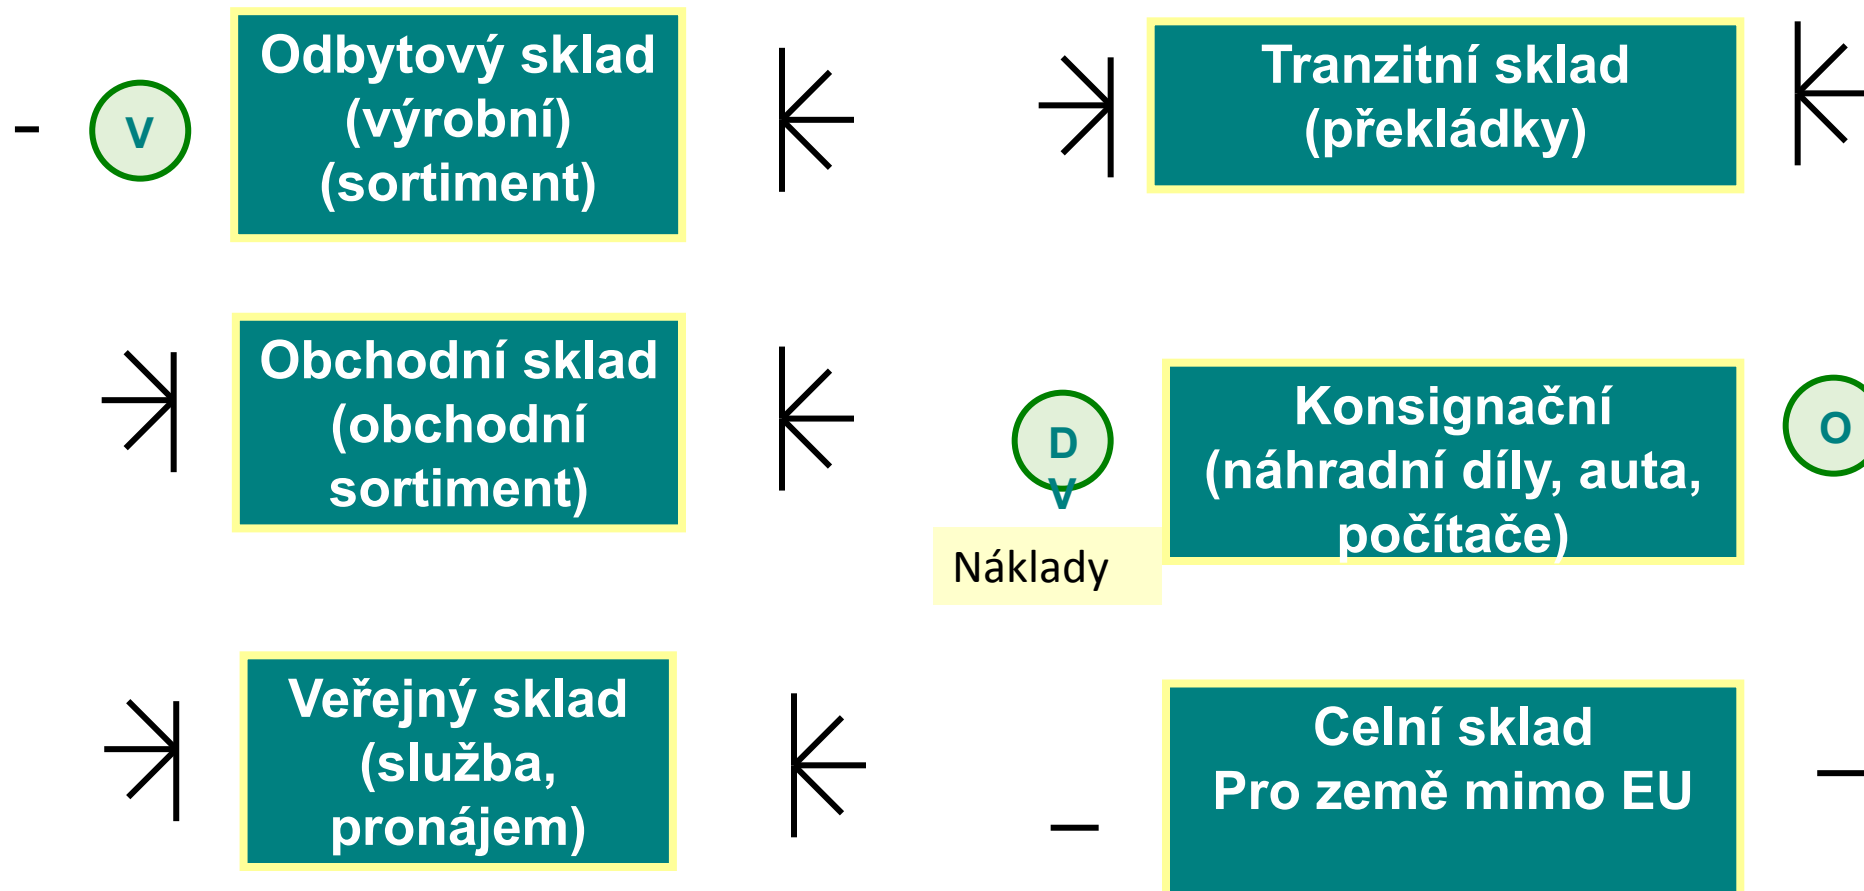 V
Odbytový sklad
(výrobní)
(sortiment)
Tranzitní sklad
(překládky)
Obchodní sklad
(obchodní
sortiment)
D
V
Náklady
Konsignační
(náhradní díly, auta,
počítače)
O
Veřejný sklad
(služba,
pronájem)
Celní sklad
Pro země mimo EU